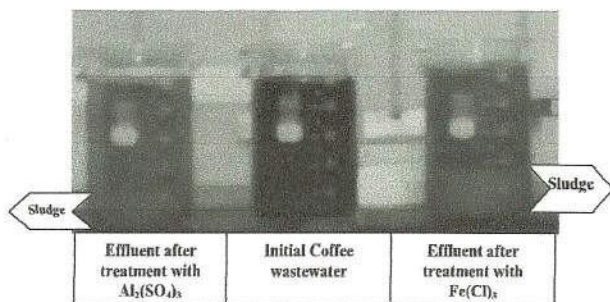 Sludge
Sludge
Effluent after
treatment with
Al₂(SO₄)₃
Initial Coffee
wastewater
Effluent after
treatment with
Fe(Cl)₃